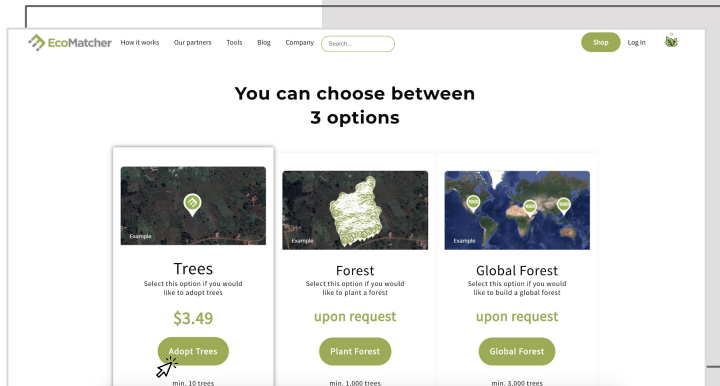 EcoMatcher How it works Our partners Tools Blog Company Search... Shop Log In
You can choose between
3 options
Example
Example
Example
1000
1000
1000
Trees
Select this option if you would
like to adopt trees
$3.49
Adopt Trees
min. 10 trees
Forest
Select this option if you would
like to plant a forest
upon request
Plant Forest
min. 1,000 trees
Global Forest
Select this option if you would
like to build a global forest
upon request
Global Forest
min. 3,000 trees